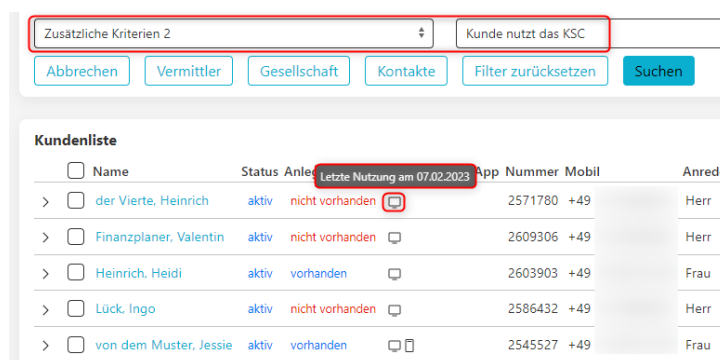 Zusätzliche Kriterien 2 Kunde nutzt das KSC
Abbrechen Vermittler Gesellschaft Kontakte Filter zurücksetzen Suchen
Kundenliste
Name Status Anleg App Nummer Mobil Anred
Letzte Nutzung am 07.02.2023
der Vierte, Heinrich aktiv nicht vorhanden 2571780 +49 Herr
Finanzplaner, Valentin aktiv nicht vorhanden 2609306 +49 Herr
Heinrich, Heidi aktiv vorhanden 2603903 +49 Frau
Lück, Ingo aktiv nicht vorhanden 2586432 +49 Herr
von dem Muster, Jessie aktiv vorhanden 2545527 +49 Frau